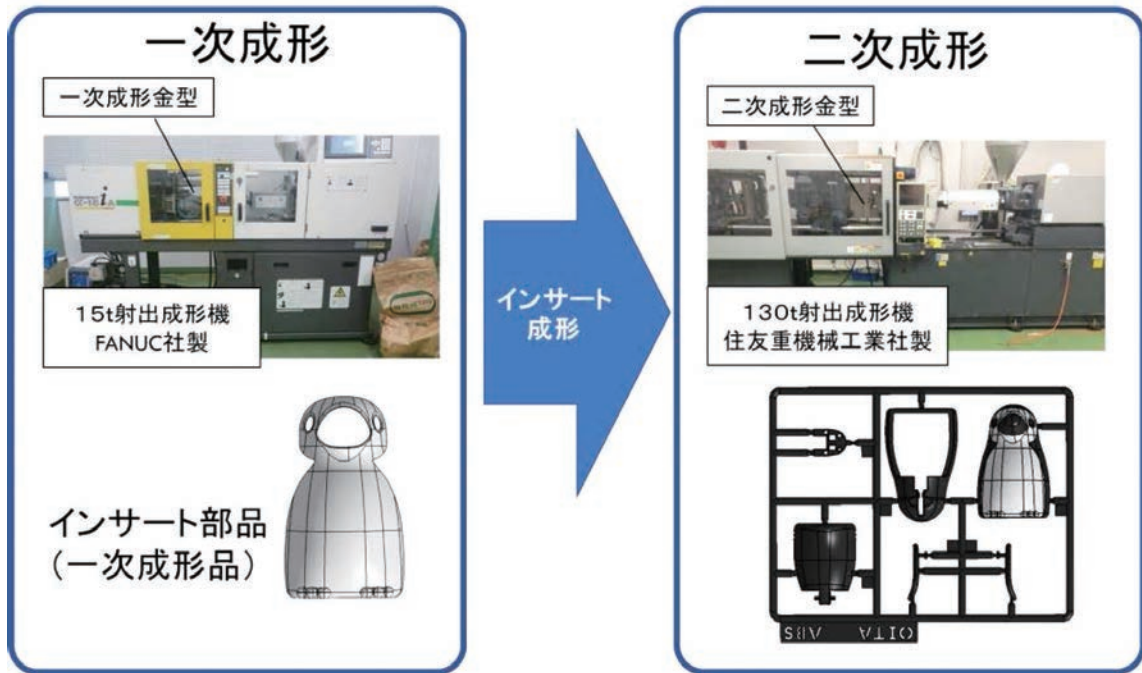 一次成形
一次成形金型
α-15iA
15t射出成形機
FANUC社製
インサート部品
(一次成形品)
インサート
成形
二次成形
二次成形金型
130t射出成形機
住友重機械工業社製
OITA ABS